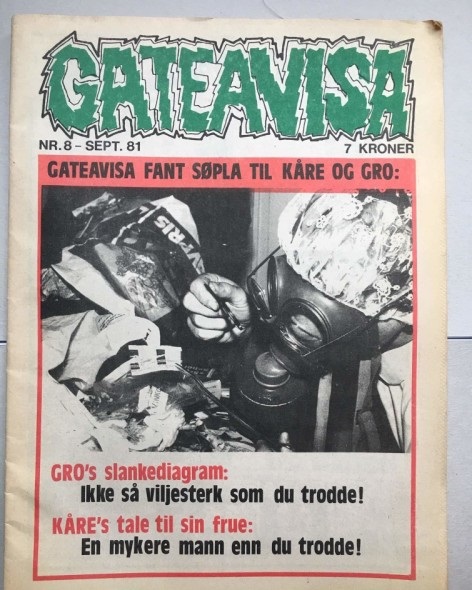 GATEAVISA
NR.8 – SEPT. 81 7 KRONER
GATEAVISA FANT SØPLA TIL KÅRE OG GRO:
GRO's slankediagram:
Ikke så viljesterk som du trodde!
KÅRE's tale til sin frue:
En mykere mann enn du trodde!